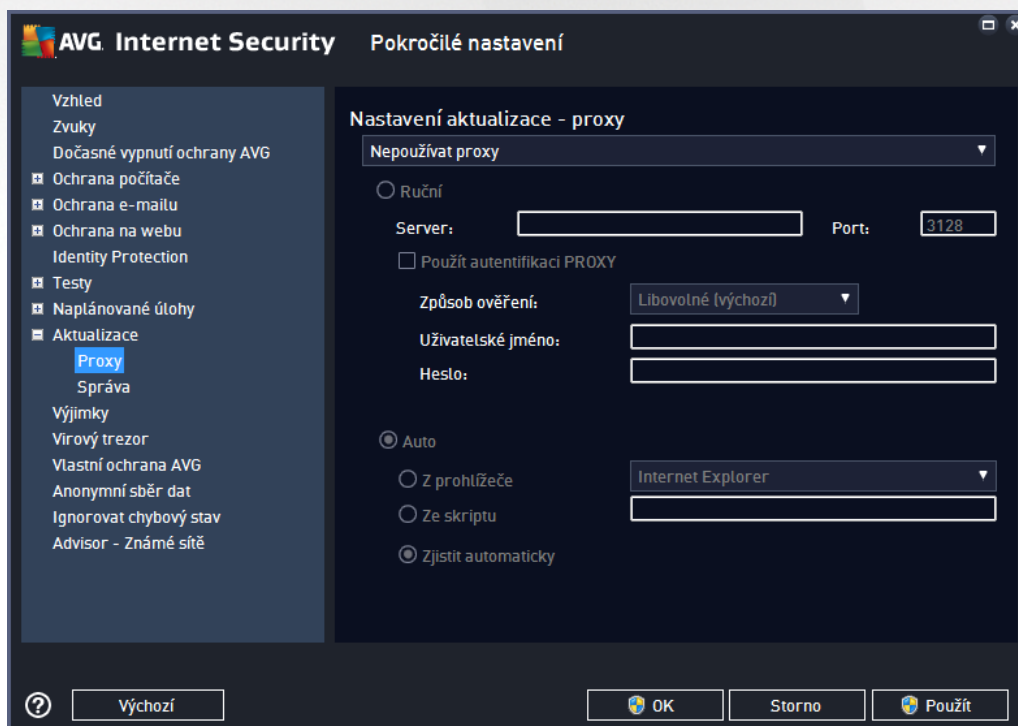 AVG. Internet Security Pokročilé nastavení
Vzhled
Zvuky
Dočasné vypnutí ochrany AVG
Ochrana počítače
Ochrana e-mailu
Ochrana na webu
Identity Protection
Testy
Naplánované úlohy
Aktualizace
Proxy
Správa
Výjimky
Virový trezor
Vlastní ochrana AVG
Anonymní sběr dat
Ignorovat chybový stav
Advisor - Známé sítě
Nastavení aktualizace - proxy
Nepoužívat proxy
Ruční
Server: Port: 3128
Použít autentifikaci PROXY
Způsob ověření: Libovolné (výchozí)
Uživatelské jméno:
Heslo:
Auto
Z prohlížeče Internet Explorer
Ze skriptu
Zjistit automaticky
? Výchozí OK Storno Použít